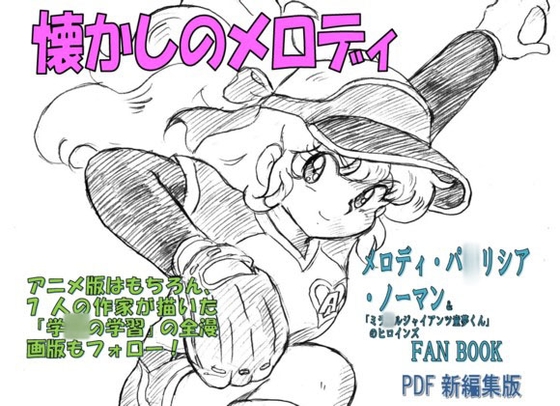 懐かしのメロディ
A
アニメ版はもちろん、
7人の作家が描いた
「学の学習」の全漫
画版もフォロー!
メロディ・パリシア
・ノーマン&
「ミラルジャイアンツ童夢くん」
のヒロインズ
FAN BOOK
PDF 新編集版